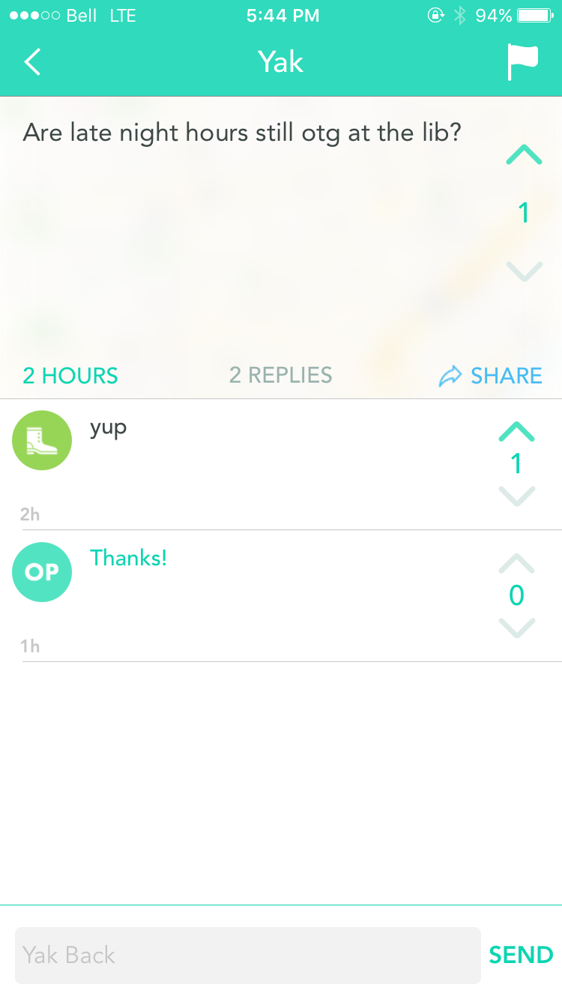 Bell LTE 5:44 PM 94%
Yak
Are late night hours still otg at the lib?
1
2 HOURS 2 REPLIES SHARE
yup
1
2h
OP Thanks!
0
1h
Yak Back SEND